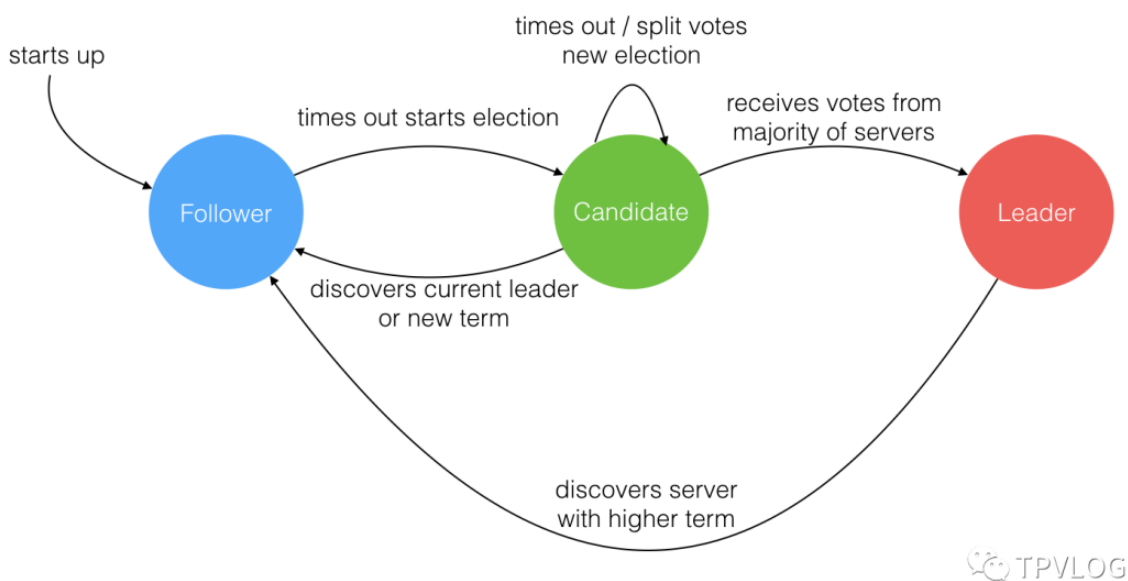 starts up
times out / split votes
new election
times out starts election
receives votes from
majority of servers
Follower
Candidate
Leader
discovers current leader
or new term
discovers server
with higher term
TPVLOG